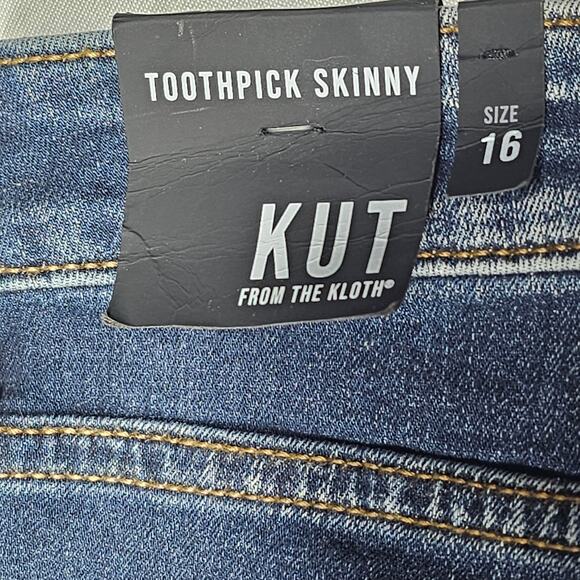 TOOTHPICK SKiNNY
KUT
FROM THE KLOTH®
SIZE
16